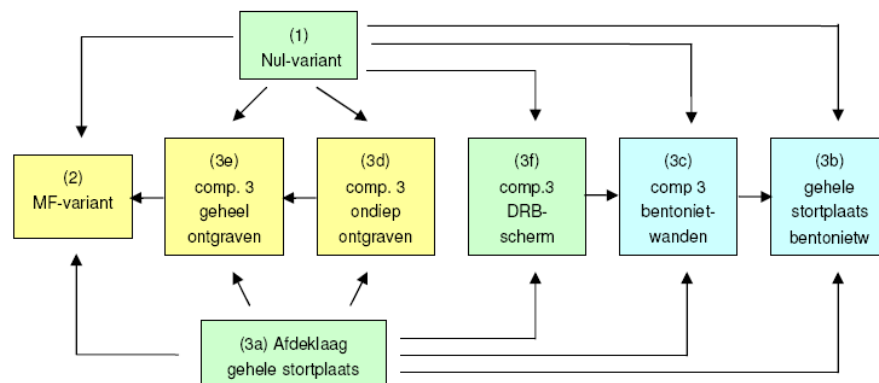 (1)
Nul-variant
(2)
MF-variant
(3e)
comp. 3
geheel
ontgraven
(3d)
comp. 3
ondiep
ontgraven
(3f)
comp.3
DRB-
scherm
(3c)
comp 3
bentoniet-
wanden
(3b)
gehele
stortplaats
bentonietw
(3a) Afdeklaag
gehele stortplaats